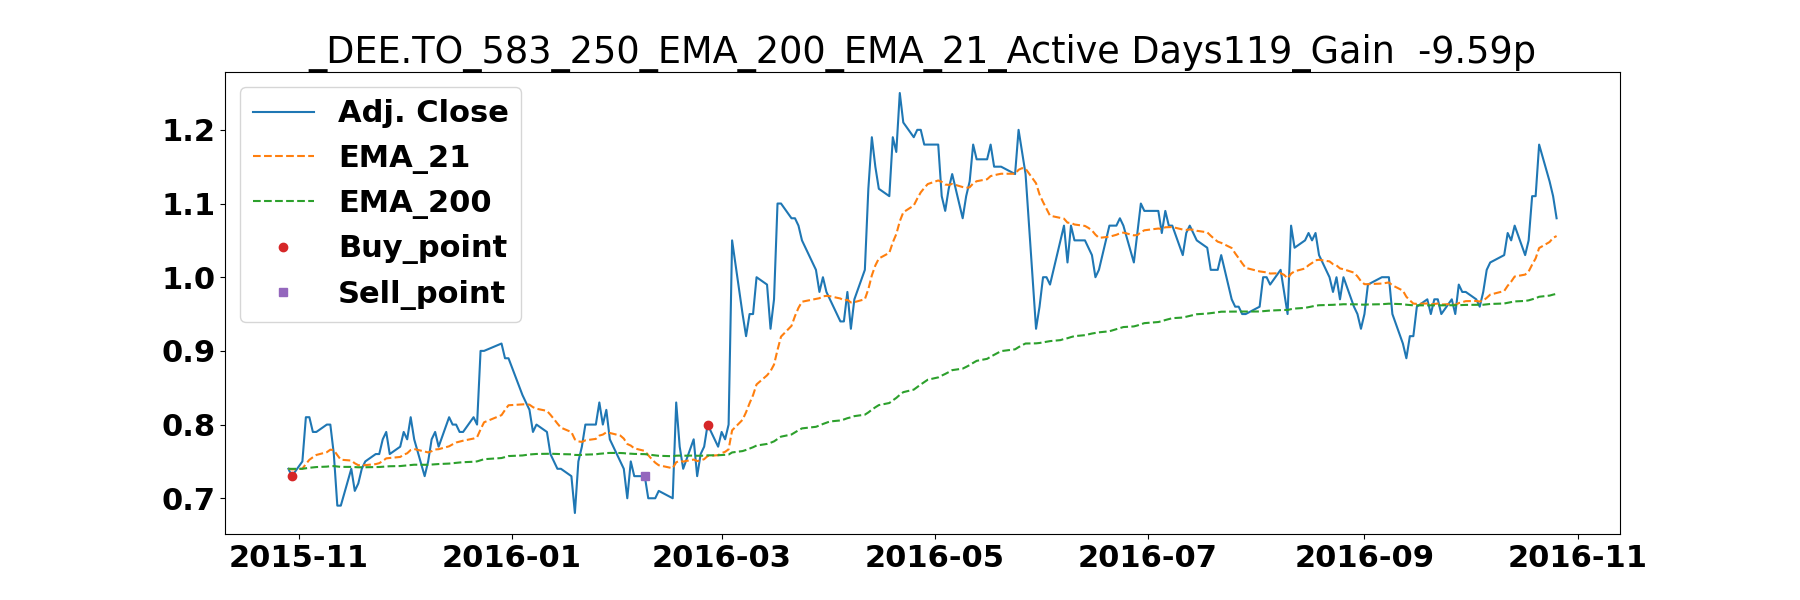 _DEE.TO_583_250_EMA_200_EMA_21_Active Days119_Gain  -9.59p
Adj. Close
EMA_21
EMA_200
Buy_point
Sell_point
1.2
1.1
1.0
0.9
0.8
0.7
2015-11 2016-01 2016-03 2016-05 2016-07 2016-09 2016-11